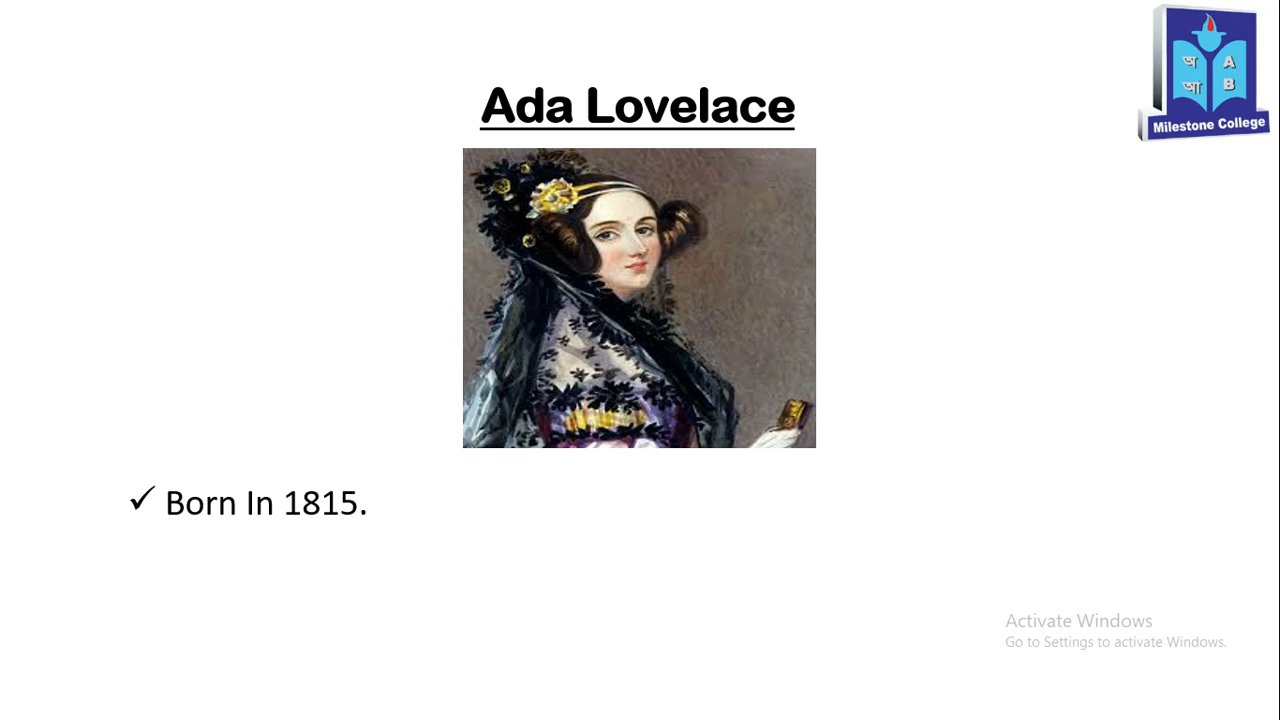 Ada Lovelace
অ A
আ B
Milestone College
✓ Born In 1815.
Activate Windows
Go to Settings to activate Windows.